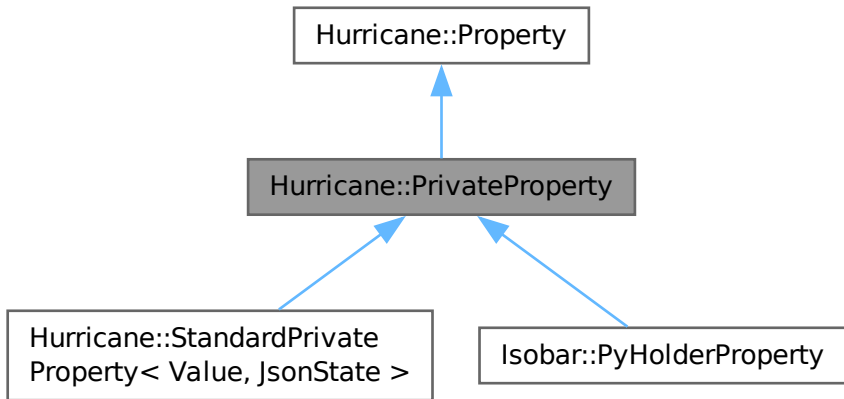 Hurricane::Property
Hurricane::PrivateProperty
Hurricane::StandardPrivate
Property< Value, JsonState >
Isobar::PyHolderProperty